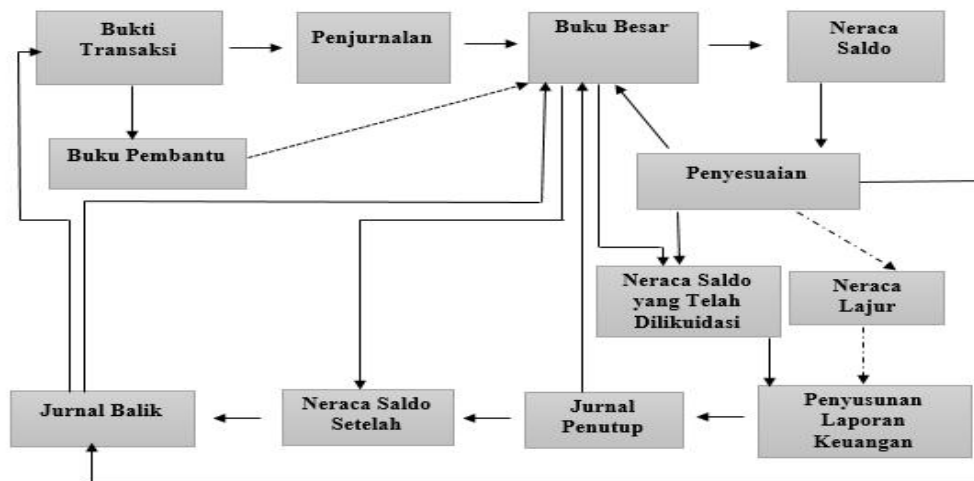 Bukti
Transaksi
Penjurnalan
Buku Besar
Neraca
Saldo
Buku Pembantu
Penyesuaian
Neraca Saldo
yang Telah
Dilikuidasi
Neraca
Lajur
Jurnal Balik
Neraca Saldo
Setelah
Jurnal
Penutup
Penyusunan
Laporan
Keuangan